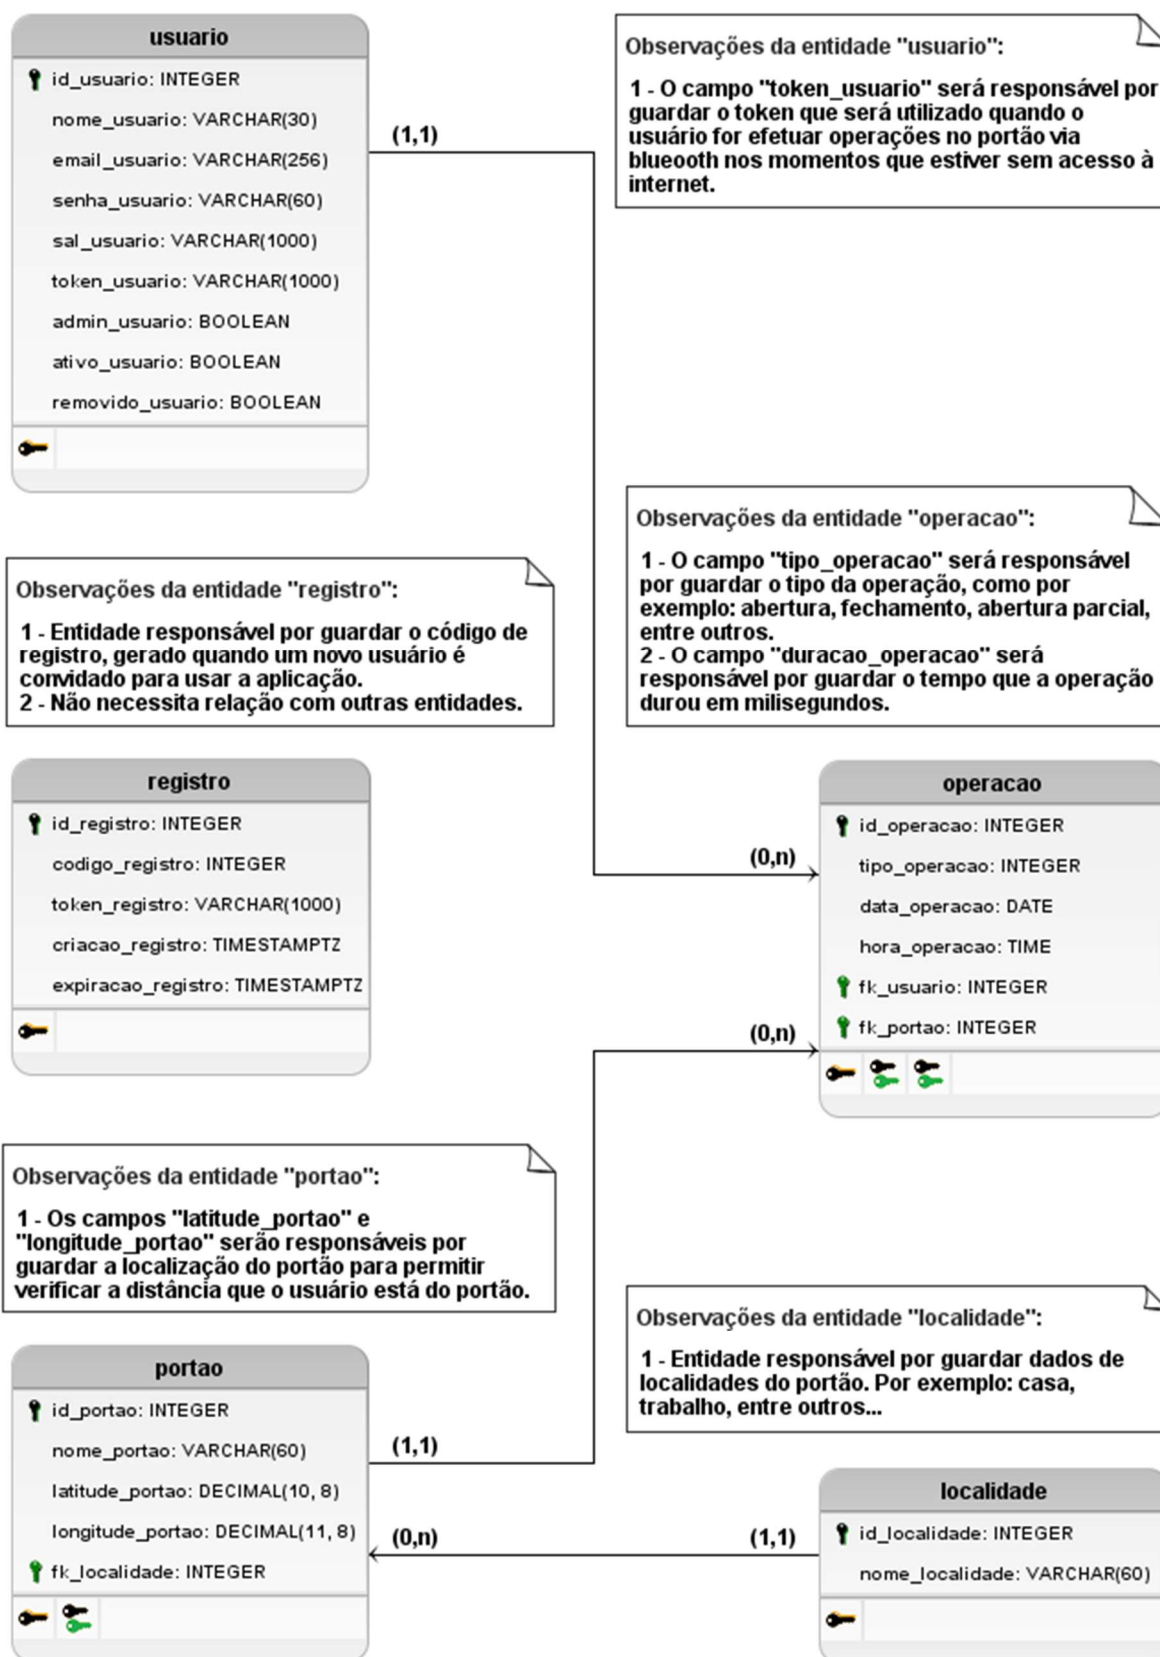 usuario
id_usuario: INTEGER
nome_usuario: VARCHAR(30)
email_usuario: VARCHAR(256)
senha_usuario: VARCHAR(60)
sal_usuario: VARCHAR(1000)
token_usuario: VARCHAR(1000)
admin_usuario: BOOLEAN
ativo_usuario: BOOLEAN
removido_usuario: BOOLEAN
(1,1)
Observações da entidade "usuario":
1 - O campo "token_usuario" será responsável por
guardar o token que será utilizado quando o
usuário for efetuar operações no portão via
blueooth nos momentos que estiver sem acesso à
internet.
Observações da entidade "operacao":
1 - O campo "tipo_operacao" será responsável
por guardar o tipo da operação, como por
exemplo: abertura, fechamento, abertura parcial,
entre outros.
2 - O campo "duracao_operacao" será
responsável por guardar o tempo que a operação
durou em milisegundos.
Observações da entidade "registro":
1 - Entidade responsável por guardar o código de
registro, gerado quando um novo usuário é
convidado para usar a aplicação.
2 - Não necessita relação com outras entidades.
registro
id_registro: INTEGER
codigo_registro: INTEGER
token_registro: VARCHAR(1000)
criacao_registro: TIMESTAMPTZ
expiracao_registro: TIMESTAMPTZ
(0,n)
operacao
id_operacao: INTEGER
tipo_operacao: INTEGER
data_operacao: DATE
hora_operacao: TIME
fk_usuario: INTEGER
fk_portao: INTEGER
(0,n)
Observações da entidade "portao":
1 - Os campos "latitude_portao" e
"longitude_portao" serão responsáveis por
guardar a localização do portão para permitir
verificar a distância que o usuário está do portão.
Observações da entidade "localidade":
1 - Entidade responsável por guardar dados de
localidades do portão. Por exemplo: casa,
trabalho, entre outros...
portao
id_portao: INTEGER
nome_portao: VARCHAR(60)
latitude_portao: DECIMAL(10, 8)
longitude_portao: DECIMAL(11, 8)
fk_localidade: INTEGER
(1,1)
(0,n)
(1,1)
localidade
id_localidade: INTEGER
nome_localidade: VARCHAR(60)